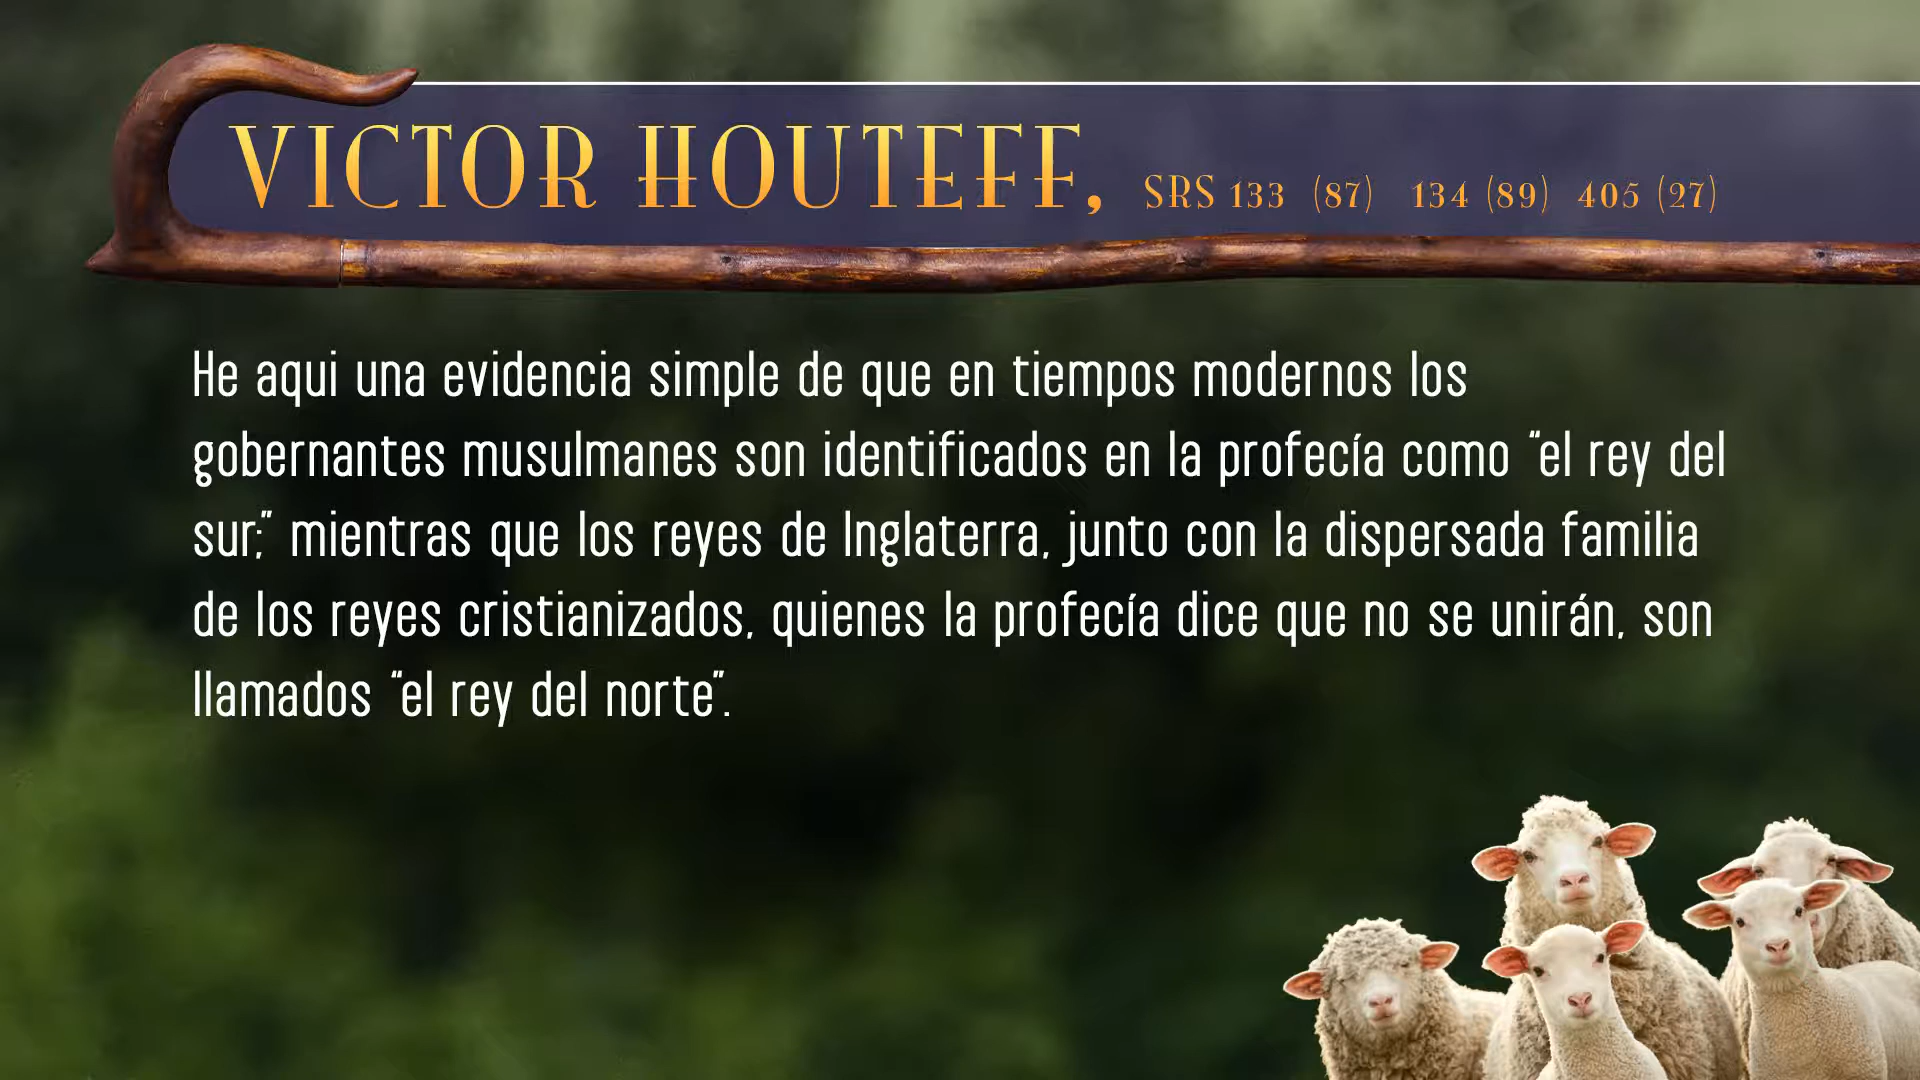 VICTOR HOUTEFF, SRS 133 (87) 134 (89) 405 (27)
He aqui una evidencia simple de que en tiempos modernos los
gobernantes musulmanes son identificados en la profecía como “el rey del
sur;” mientras que los reyes de Inglaterra, junto con la dispersada familia
de los reyes cristianizados, quienes la profecía dice que no se unirán, son
llamados “el rey del norte”.